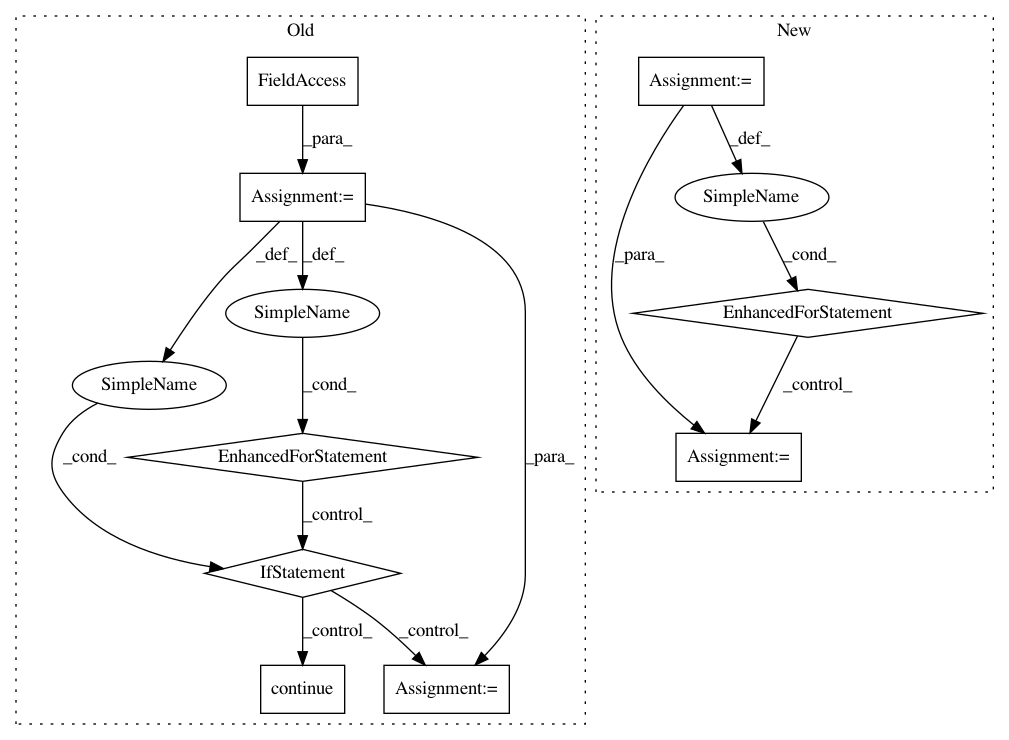 Old
New
FieldAccess
Assignment:=
_para_
_def_
Assignment:=
SimpleName
_def_
_def_
_para_
_cond_
SimpleName
EnhancedForStatement
SimpleName
_cond_
_control_
_cond_
_para_
EnhancedForStatement
Assignment:=
_control_
IfStatement
_control_
_control_
continue
Assignment:=